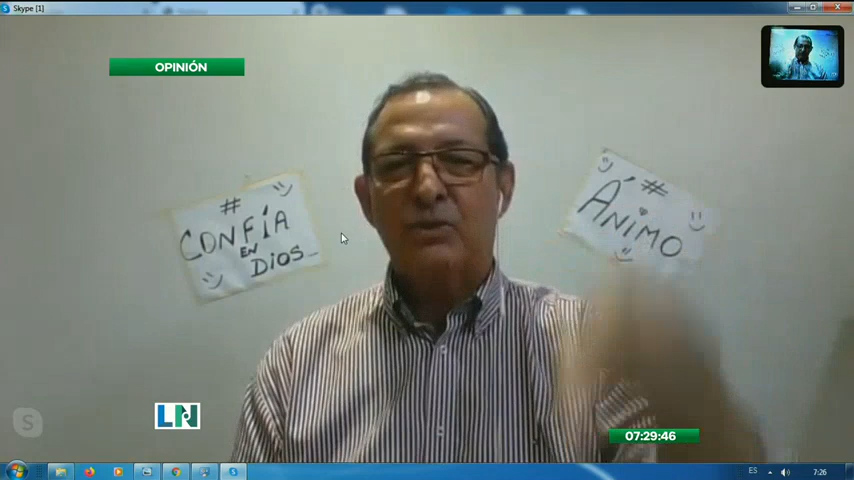 Skype [1]
OPINIÓN
#
CONFÍA
EN
DIOS
#
ÁNIMO
LN
07:29:46
ES
7:26